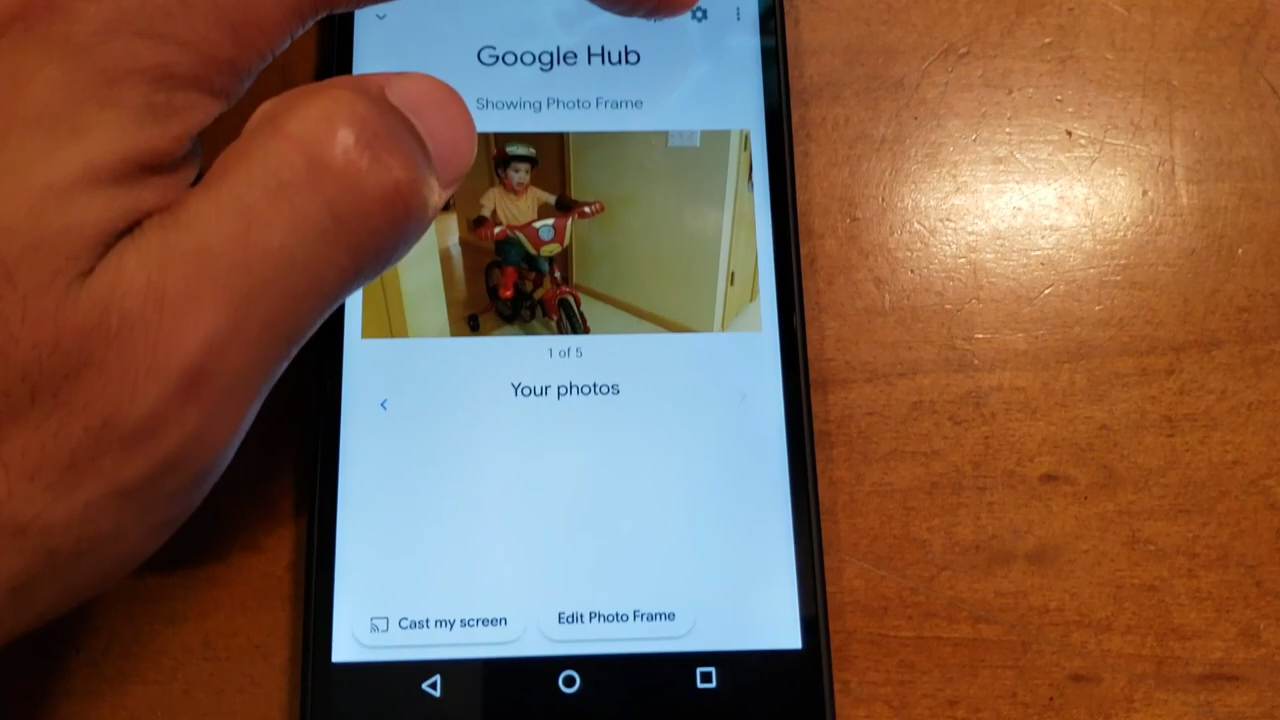 Google Hub
Showing Photo Frame
1 of 5
Your photos
Cast my screen
Edit Photo Frame